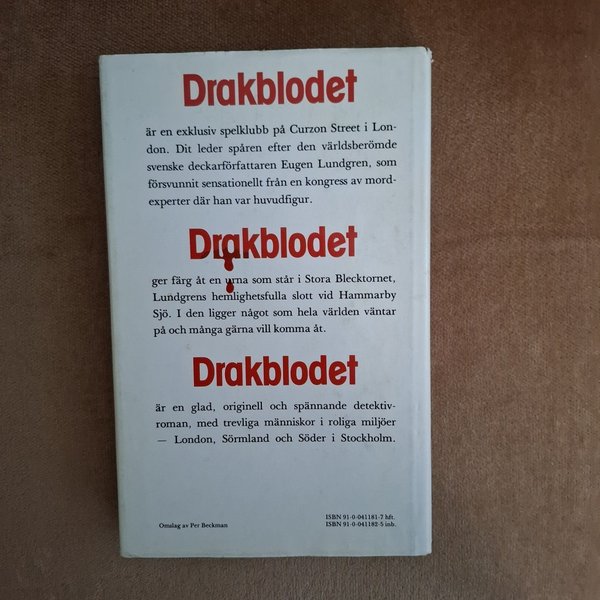 Drakblodet
är en exklusiv spelklubb på Curzon Street i Lon-
don. Dit leder spåren efter den världsberömde
svenske deckarförfattaren Eugen Lundgren, som
försvunnit sensationellt från en kongress av mord-
experter där han var huvudfigur.
Drakblodet
ger färg åt en urna som står i Stora Blecktornet,
Lundgrens hemlighetsfulla slott vid Hammarby
Sjö. I den ligger något som hela världen väntar
på och många gärna vill komma åt.
Drakblodet
är en glad, originell och spännande detektiv-
roman, med trevliga människor i roliga miljöer
— London, Sörmland och Söder i Stockholm.
Omslag av Per Beckman
ISBN 91-0-041181-7 hft.
ISBN 91-0-041182-5 inb.